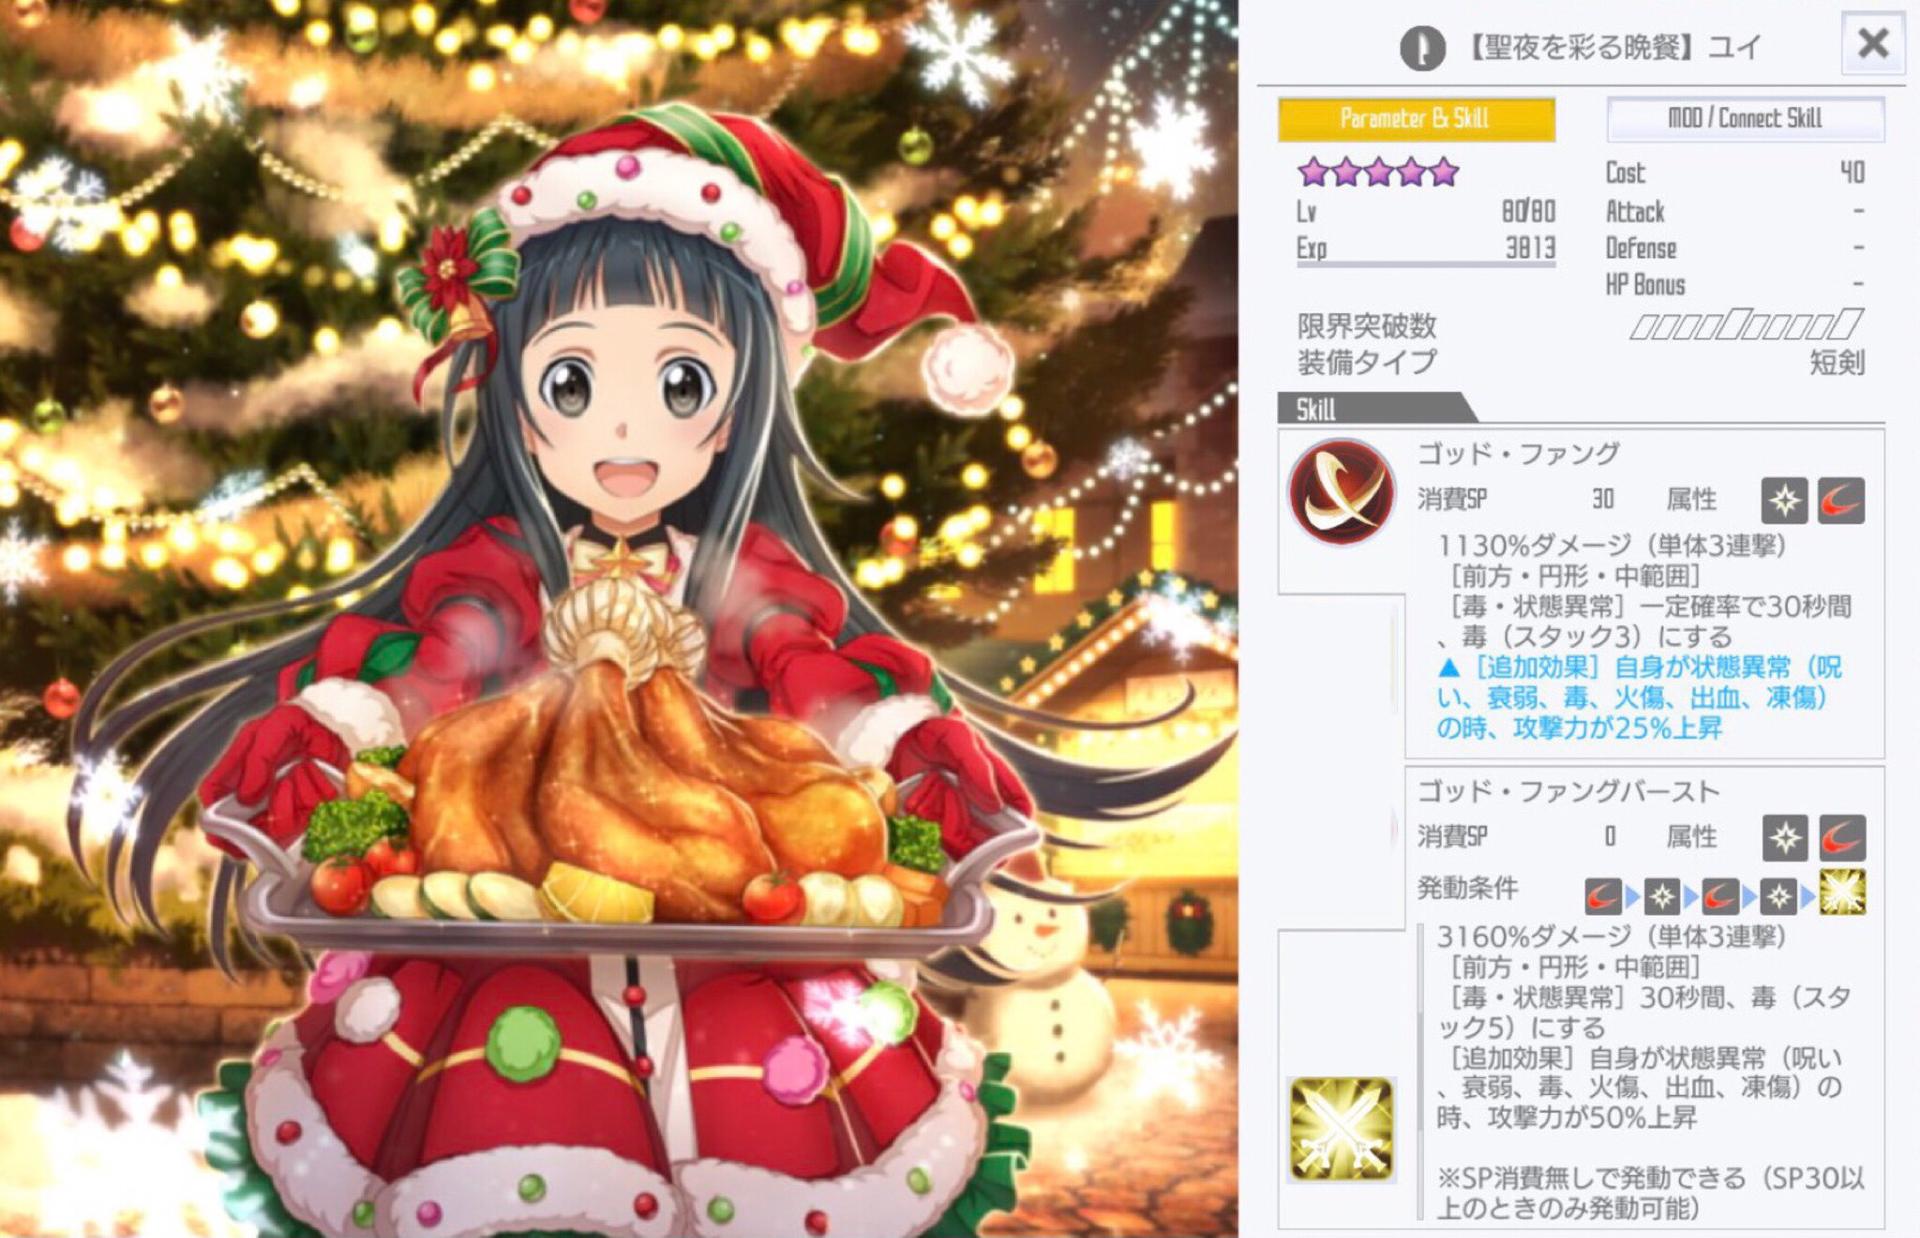 【聖夜を彩る晩餐】ユイ
Parameter & Skill
MOD / Connect Skill
Lv 80/80
Exp 3813
Cost 40
Attack -
Defense -
HP Bonus -
限界突破数
装備タイプ 短剣
Skill
ゴッド・ファング
消費SP 30 属性
1130%ダメージ（単体3連撃）
［前方・円形・中範囲］
［毒・状態異常］一定確率で30秒間
、毒（スタック3）にする
▲［追加効果］自身が状態異常（呪
い、衰弱、毒、火傷、出血、凍傷）
の時、攻撃力が25%上昇
ゴッド・ファングバースト
消費SP 0 属性
発動条件
3160%ダメージ（単体3連撃）
［前方・円形・中範囲］
［毒・状態異常］30秒間、毒（スタ
ック5）にする
［追加効果］自身が状態異常（呪い
、衰弱、毒、火傷、出血、凍傷）の
時、攻撃力が50%上昇
※SP消費無しで発動できる（SP30以
上のときのみ発動可能）